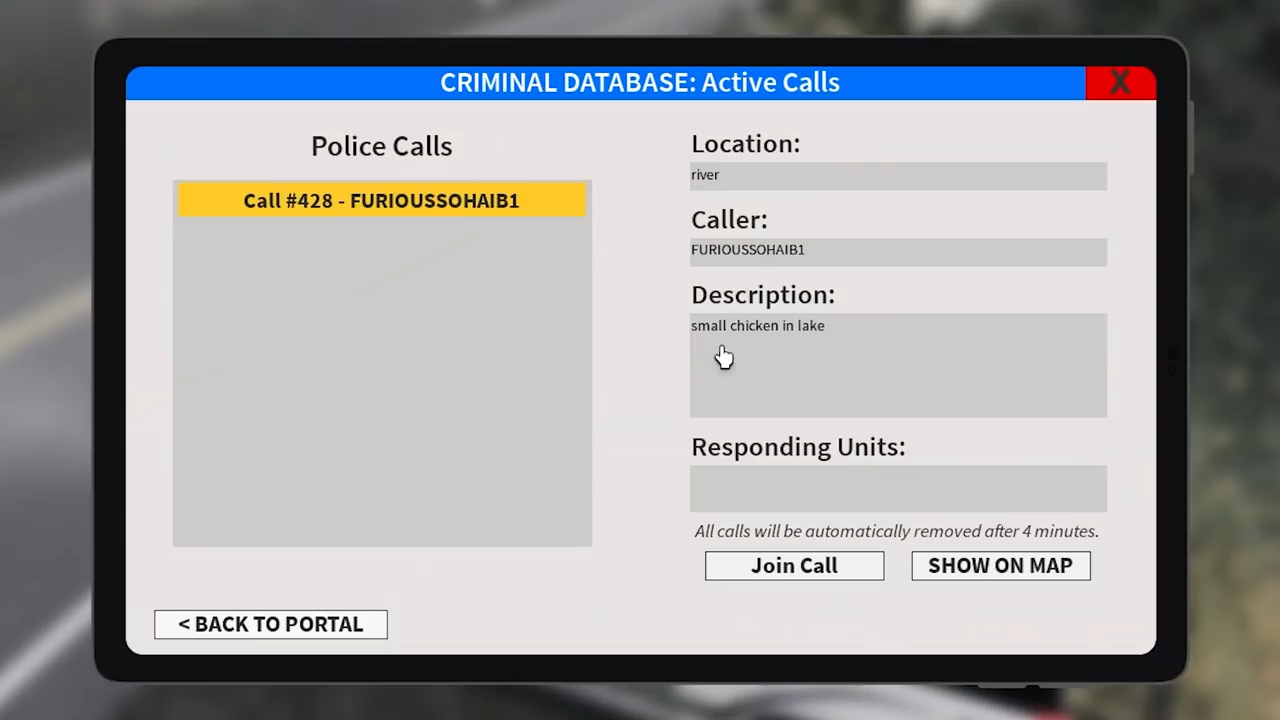 CRIMINAL DATABASE: Active Calls
X
Police Calls
Call #428 - FURIOUSSOHAIB1
Location:
river
Caller:
FURIOUSSOHAIB1
Description:
small chicken in lake
Responding Units:
All calls will be automatically removed after 4 minutes.
Join Call
SHOW ON MAP
< BACK TO PORTAL